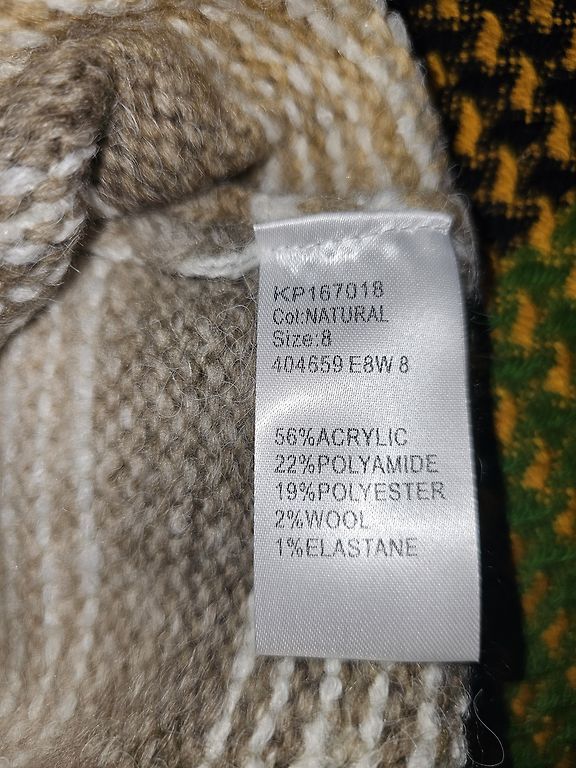 KP167018
Col:NATURAL
Size:8
404659 E8W 8
56%ACRYLIC
22%POLYAMIDE
19%POLYESTER
2%WOOL
1%ELASTANE